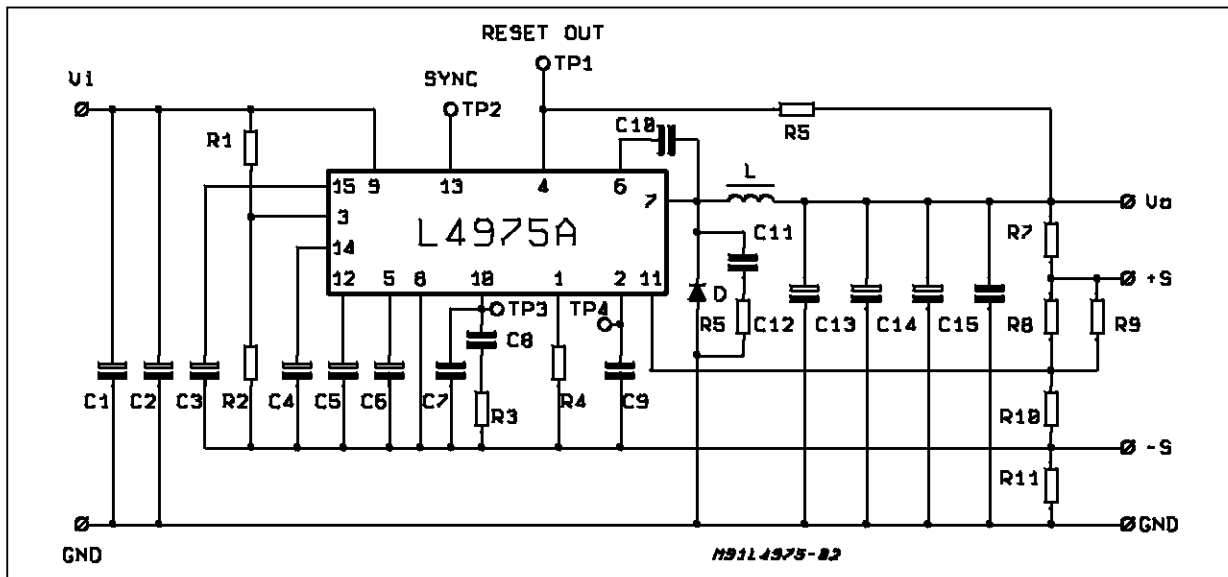 RESET OUT
TP1
Vi
SYNC
TP2
C10
R5
R1
L
15 9 13 4 6
7
Vo
3
L4975A
C11
R7
14
12 5 8 10 1 2 11
+S
TP3
TP4
D
R5
C12
C13
C14
C15
R8
R9
C8
C1
C2
C3
R2
C4
C5
C6
C7
R3
R4
C9
R10
-S
R11
GND
GND
M91L4975-02